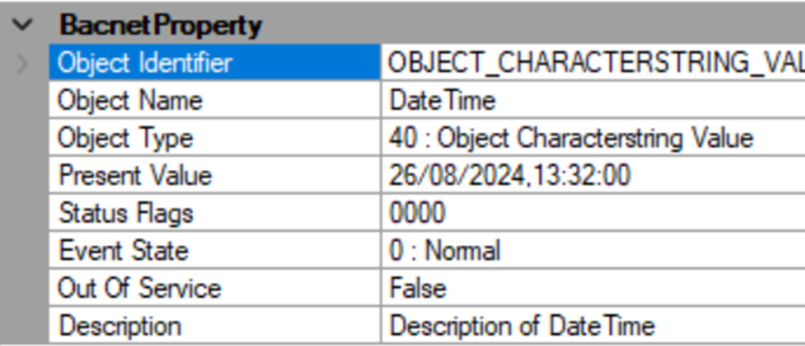 BacnetProperty
Object Identifier OBJECT_CHARACTERSTRING_VAL
Object Name DateTime
Object Type 40 : Object Characterstring Value
Present Value 26/08/2024,13:32:00
Status Flags 0000
Event State 0 : Normal
Out Of Service False
Description Description of DateTime